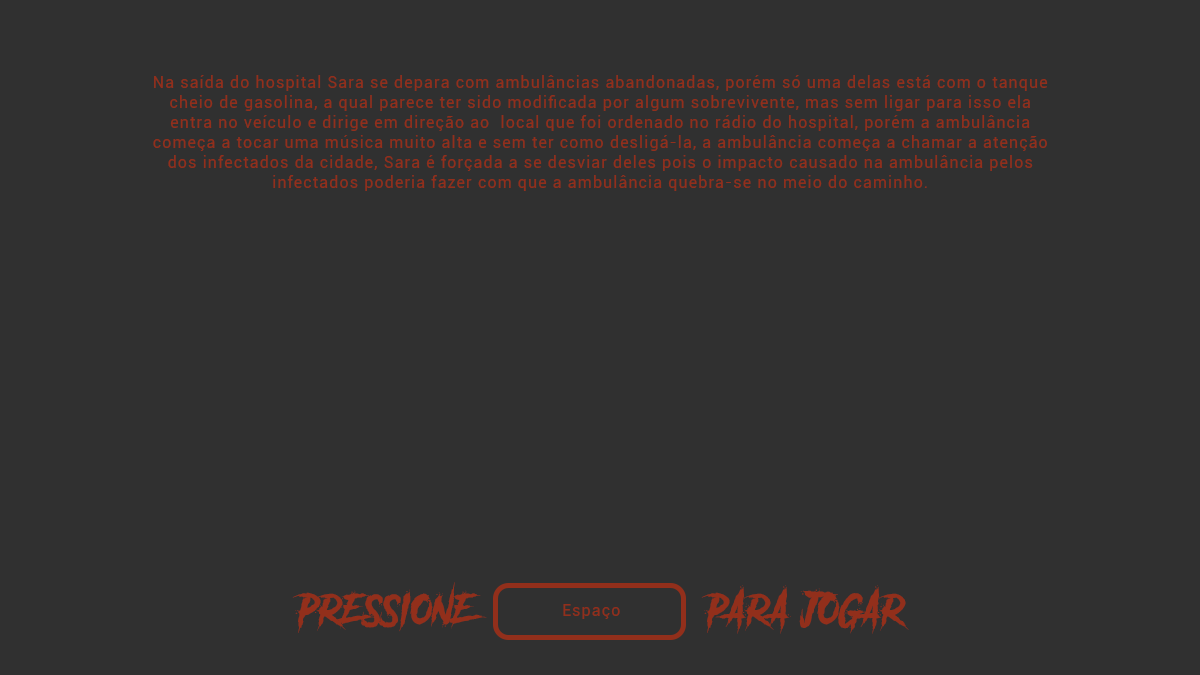 Na saída do hospital Sara se depara com ambulâncias abandonadas, porém só uma delas está com o tanque
cheio de gasolina, a qual parece ter sido modificada por algum sobrevivente, mas sem ligar para isso ela
entra no veículo e dirige em direção ao  local que foi ordenado no rádio do hospital, porém a ambulância
começa a tocar uma música muito alta e sem ter como desligá-la, a ambulância começa a chamar a atenção
dos infectados da cidade, Sara é forçada a se desviar deles pois o impacto causado na ambulância pelos
infectados poderia fazer com que a ambulância quebra-se no meio do caminho.
PRESSIONE Espaço PARA JOGAR